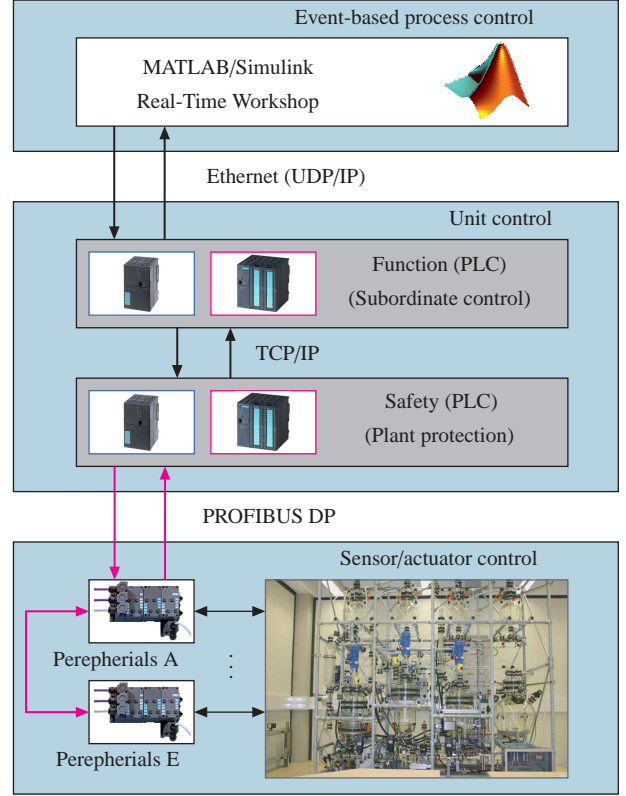 Event-based process control
MATLAB/Simulink
Real-Time Workshop
Ethernet (UDP/IP)
Unit control
Function (PLC)
(Subordinate control)
TCP/IP
Safety (PLC)
(Plant protection)
PROFIBUS DP
Sensor/actuator control
Perepherials A
Perepherials E